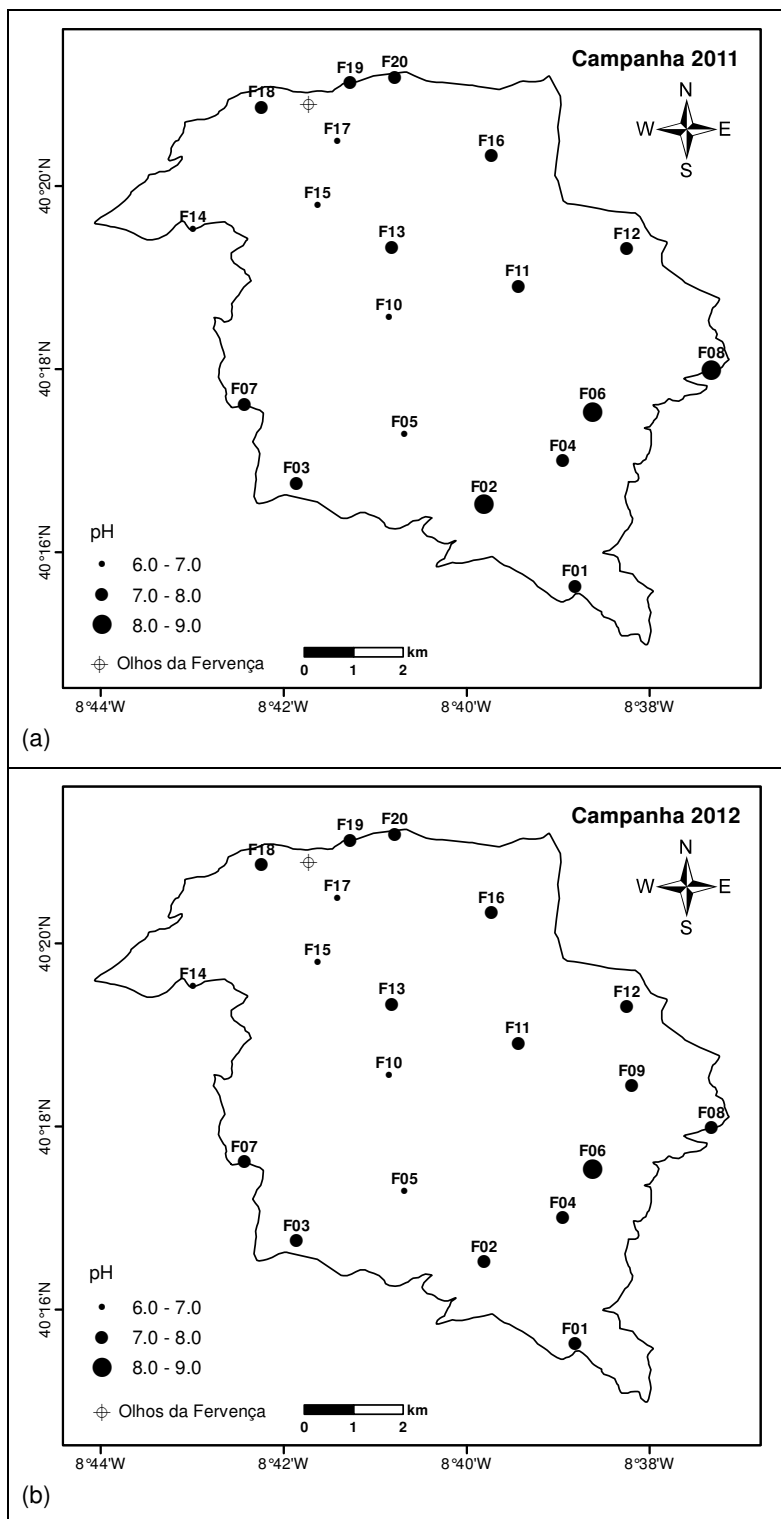 Campanha 2011
N
W E
S
F19 F20
F18
F17
F16
F15
F14
F13
F12
F11
F10
F08
F07
F06
F05
F04
F03
F02
F01
40°20'N
40°18'N
40°16'N
pH
6.0 - 7.0
7.0 - 8.0
8.0 - 9.0
Olhos da Fervença
km
0 1 2
8°44'W 8°42'W 8°40'W 8°38'W
(a)
Campanha 2012
N
W E
S
F19 F20
F18
F17
F16
F15
F14
F13
F12
F11
F10
F09
F08
F07
F06
F05
F04
F03
F02
F01
40°20'N
40°18'N
40°16'N
pH
6.0 - 7.0
7.0 - 8.0
8.0 - 9.0
Olhos da Fervença
km
0 1 2
8°44'W 8°42'W 8°40'W 8°38'W
(b)